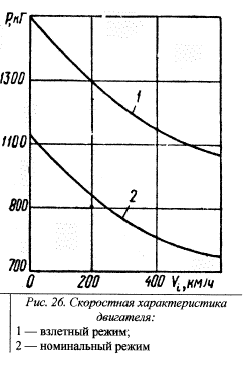 P,кГ
1300
1
1100
2
800
700
0
200
400
Vi, км/ч
Рис. 26. Скоростная характеристика
двигателя:
1 — взлетный режим;
2 — номинальный режим